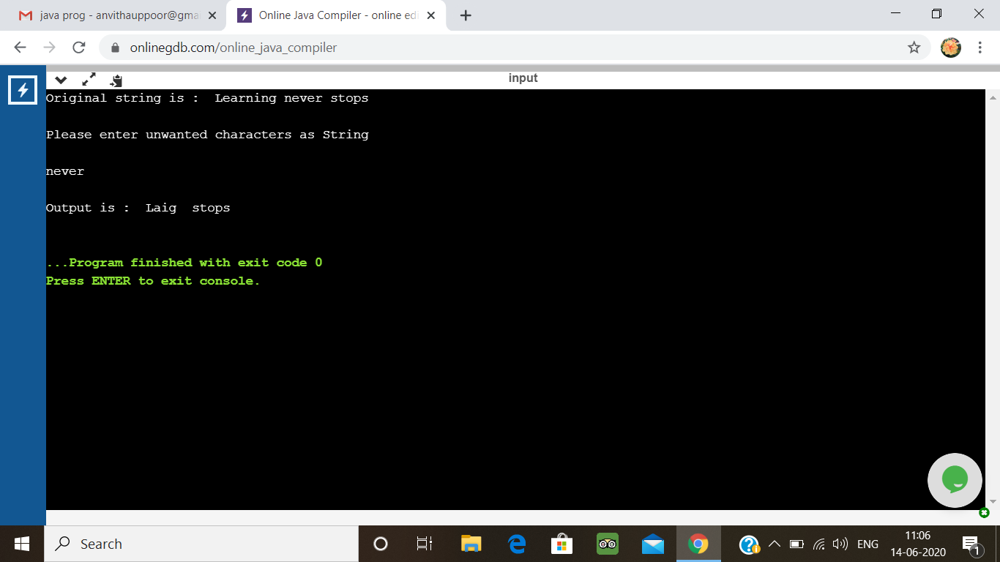 java prog - anvithauppoor@gma
Online Java Compiler - online edi
onlinegdb.com/online_java_compiler
input
Original string is :  Learning never stops
Please enter unwanted characters as String
never
Output is :  Laig  stops
...Program finished with exit code 0
Press ENTER to exit console.
Search
ENG
11:06
14-06-2020
1